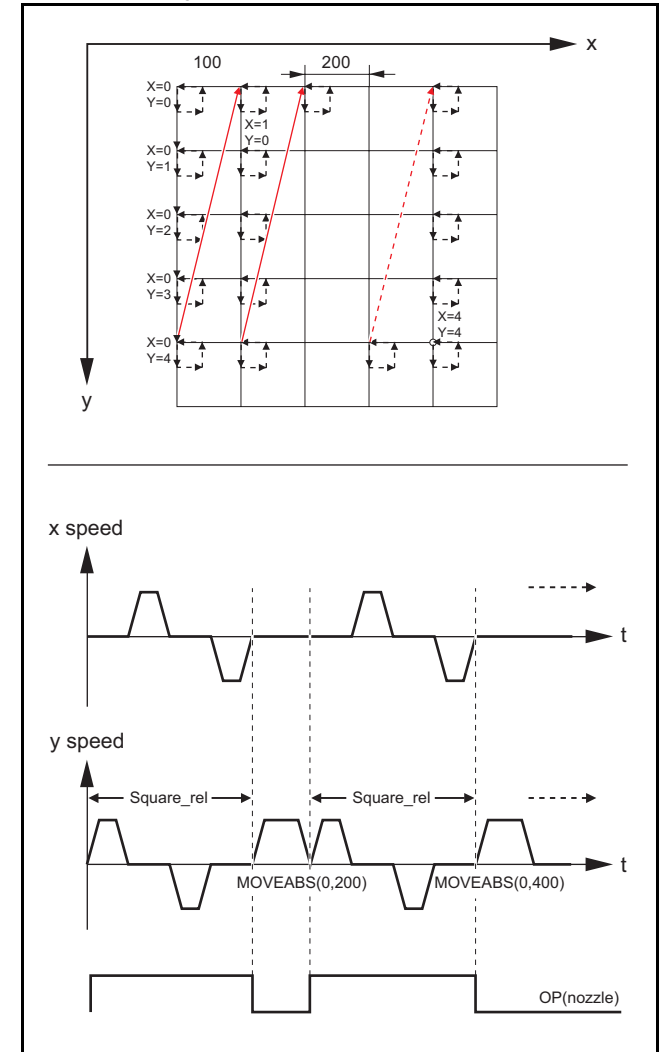 x
100
200
X=0
Y=0
X=1
Y=0
X=0
Y=1
X=0
Y=2
X=0
Y=3
X=4
Y=4
X=0
Y=4
y
x speed
t
y speed
Square_rel
Square_rel
t
MOVEABS(0,200)
MOVEABS(0,400)
OP(nozzle)